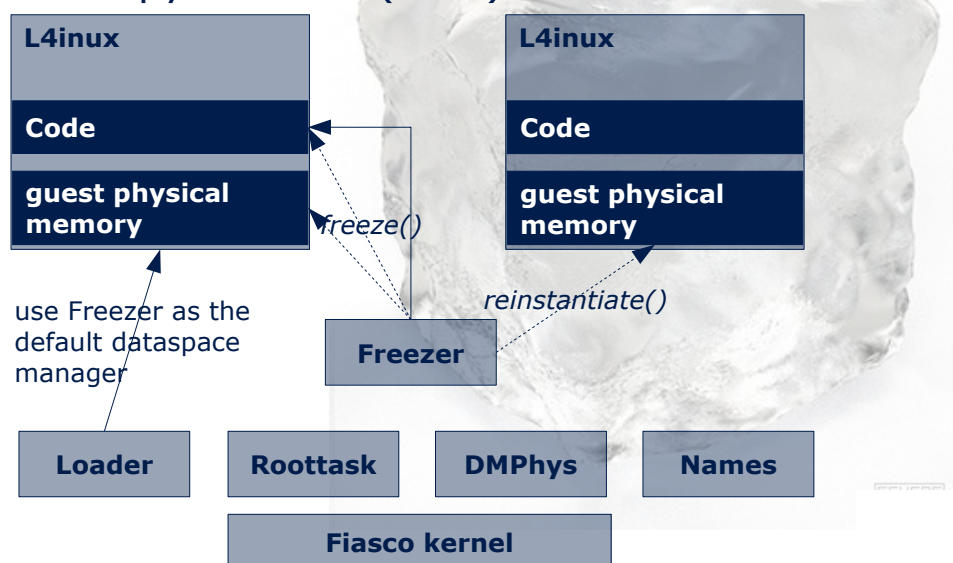 L4inux
L4inux
Code
Code
guest physical
memory
guest physical
memory
freeze()
reinstantiate()
use Freezer as the
default dataspace
manager
Freezer
Loader
Roottask
DMPhys
Names
Fiasco kernel